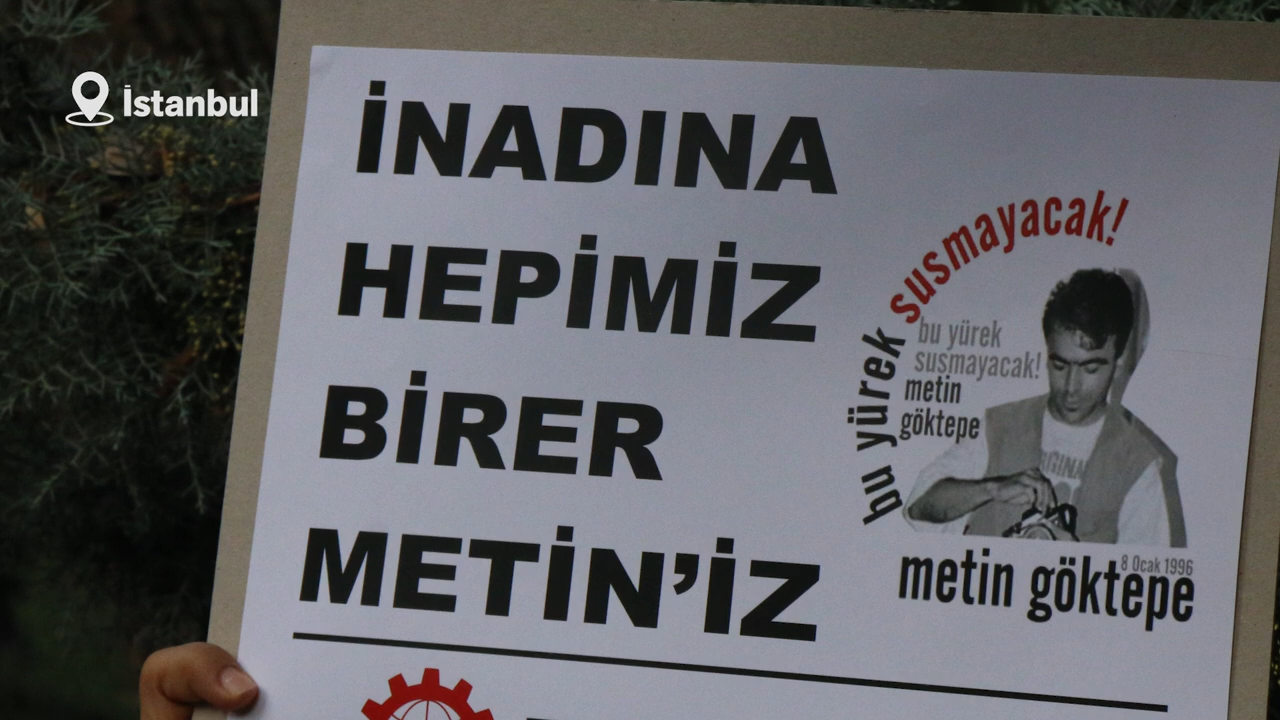 İstanbul
İNADINA
HEPİMİZ
BİRER
METİN'İZ
bu yürek susmayacak!
bu yürek
susmayacak!
metin
göktepe
8 Ocak 1996
metin göktepe